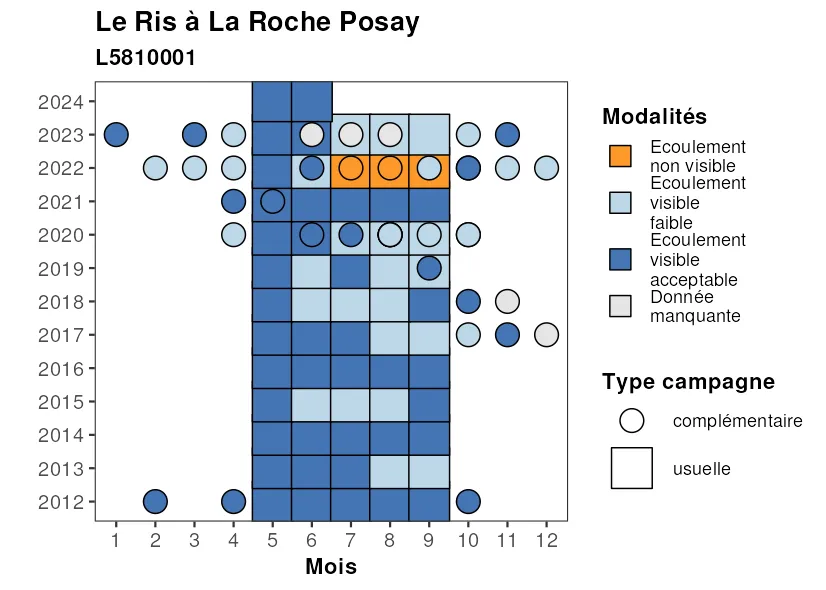 Le Ris à La Roche Posay
L5810001
2024
2023
2022
2021
2020
2019
2018
2017
2016
2015
2014
2013
2012
1 2 3 4 5 6 7 8 9 10 11 12
Mois
Modalités
Ecoulement
non visible
Ecoulement
visible
faible
Ecoulement
visible
acceptable
Donnée
manquante
Type campagne
complémentaire
usuelle